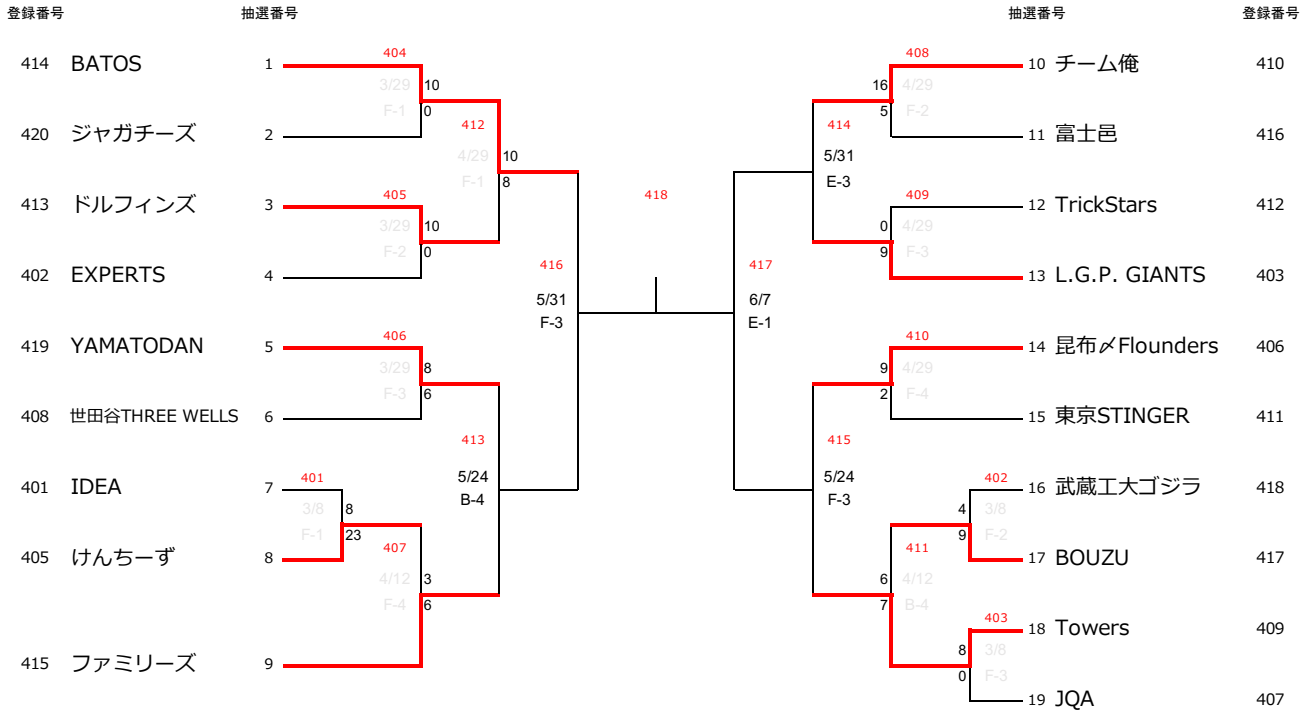 登録番号 抽選番号 抽選番号 登録番号
404 408
414 BATOS 1 10 チーム俺 410
3/29 10 16 4/29
F-1 0 5 F-2
412 414
420 ジャガチーズ 2 11 富士邑 416
4/29 10 5/31
F-1 8 E-3
405 418 409
413 ドルフィンズ 3 12 TrickStars 412
3/29 10 0 4/29
F-2 0 9 F-3
416 417
402 EXPERTS 4 13 L.G.P. GIANTS 403
5/31 6/7
F-3 E-1
406 410
419 YAMATODAN 5 14 昆布〆Flounders 406
3/29 8 9 4/29
F-3 6 2 F-4
408 世田谷THREE WELLS 6 15 東京STINGER 411
413 415
5/24 5/24
401 402
401 IDEA 7 16 武蔵工大ゴジラ 418
B-4 F-3
3/8 8 4 3/8
F-1 23 9 F-2
407 411
405 けんちーず 8 17 BOUZU 417
4/12 3 6 4/12
F-4 6 7 B-4
403
18 Towers 409
8 3/8
415 ファミリーズ 9
0 F-3
19 JQA 407